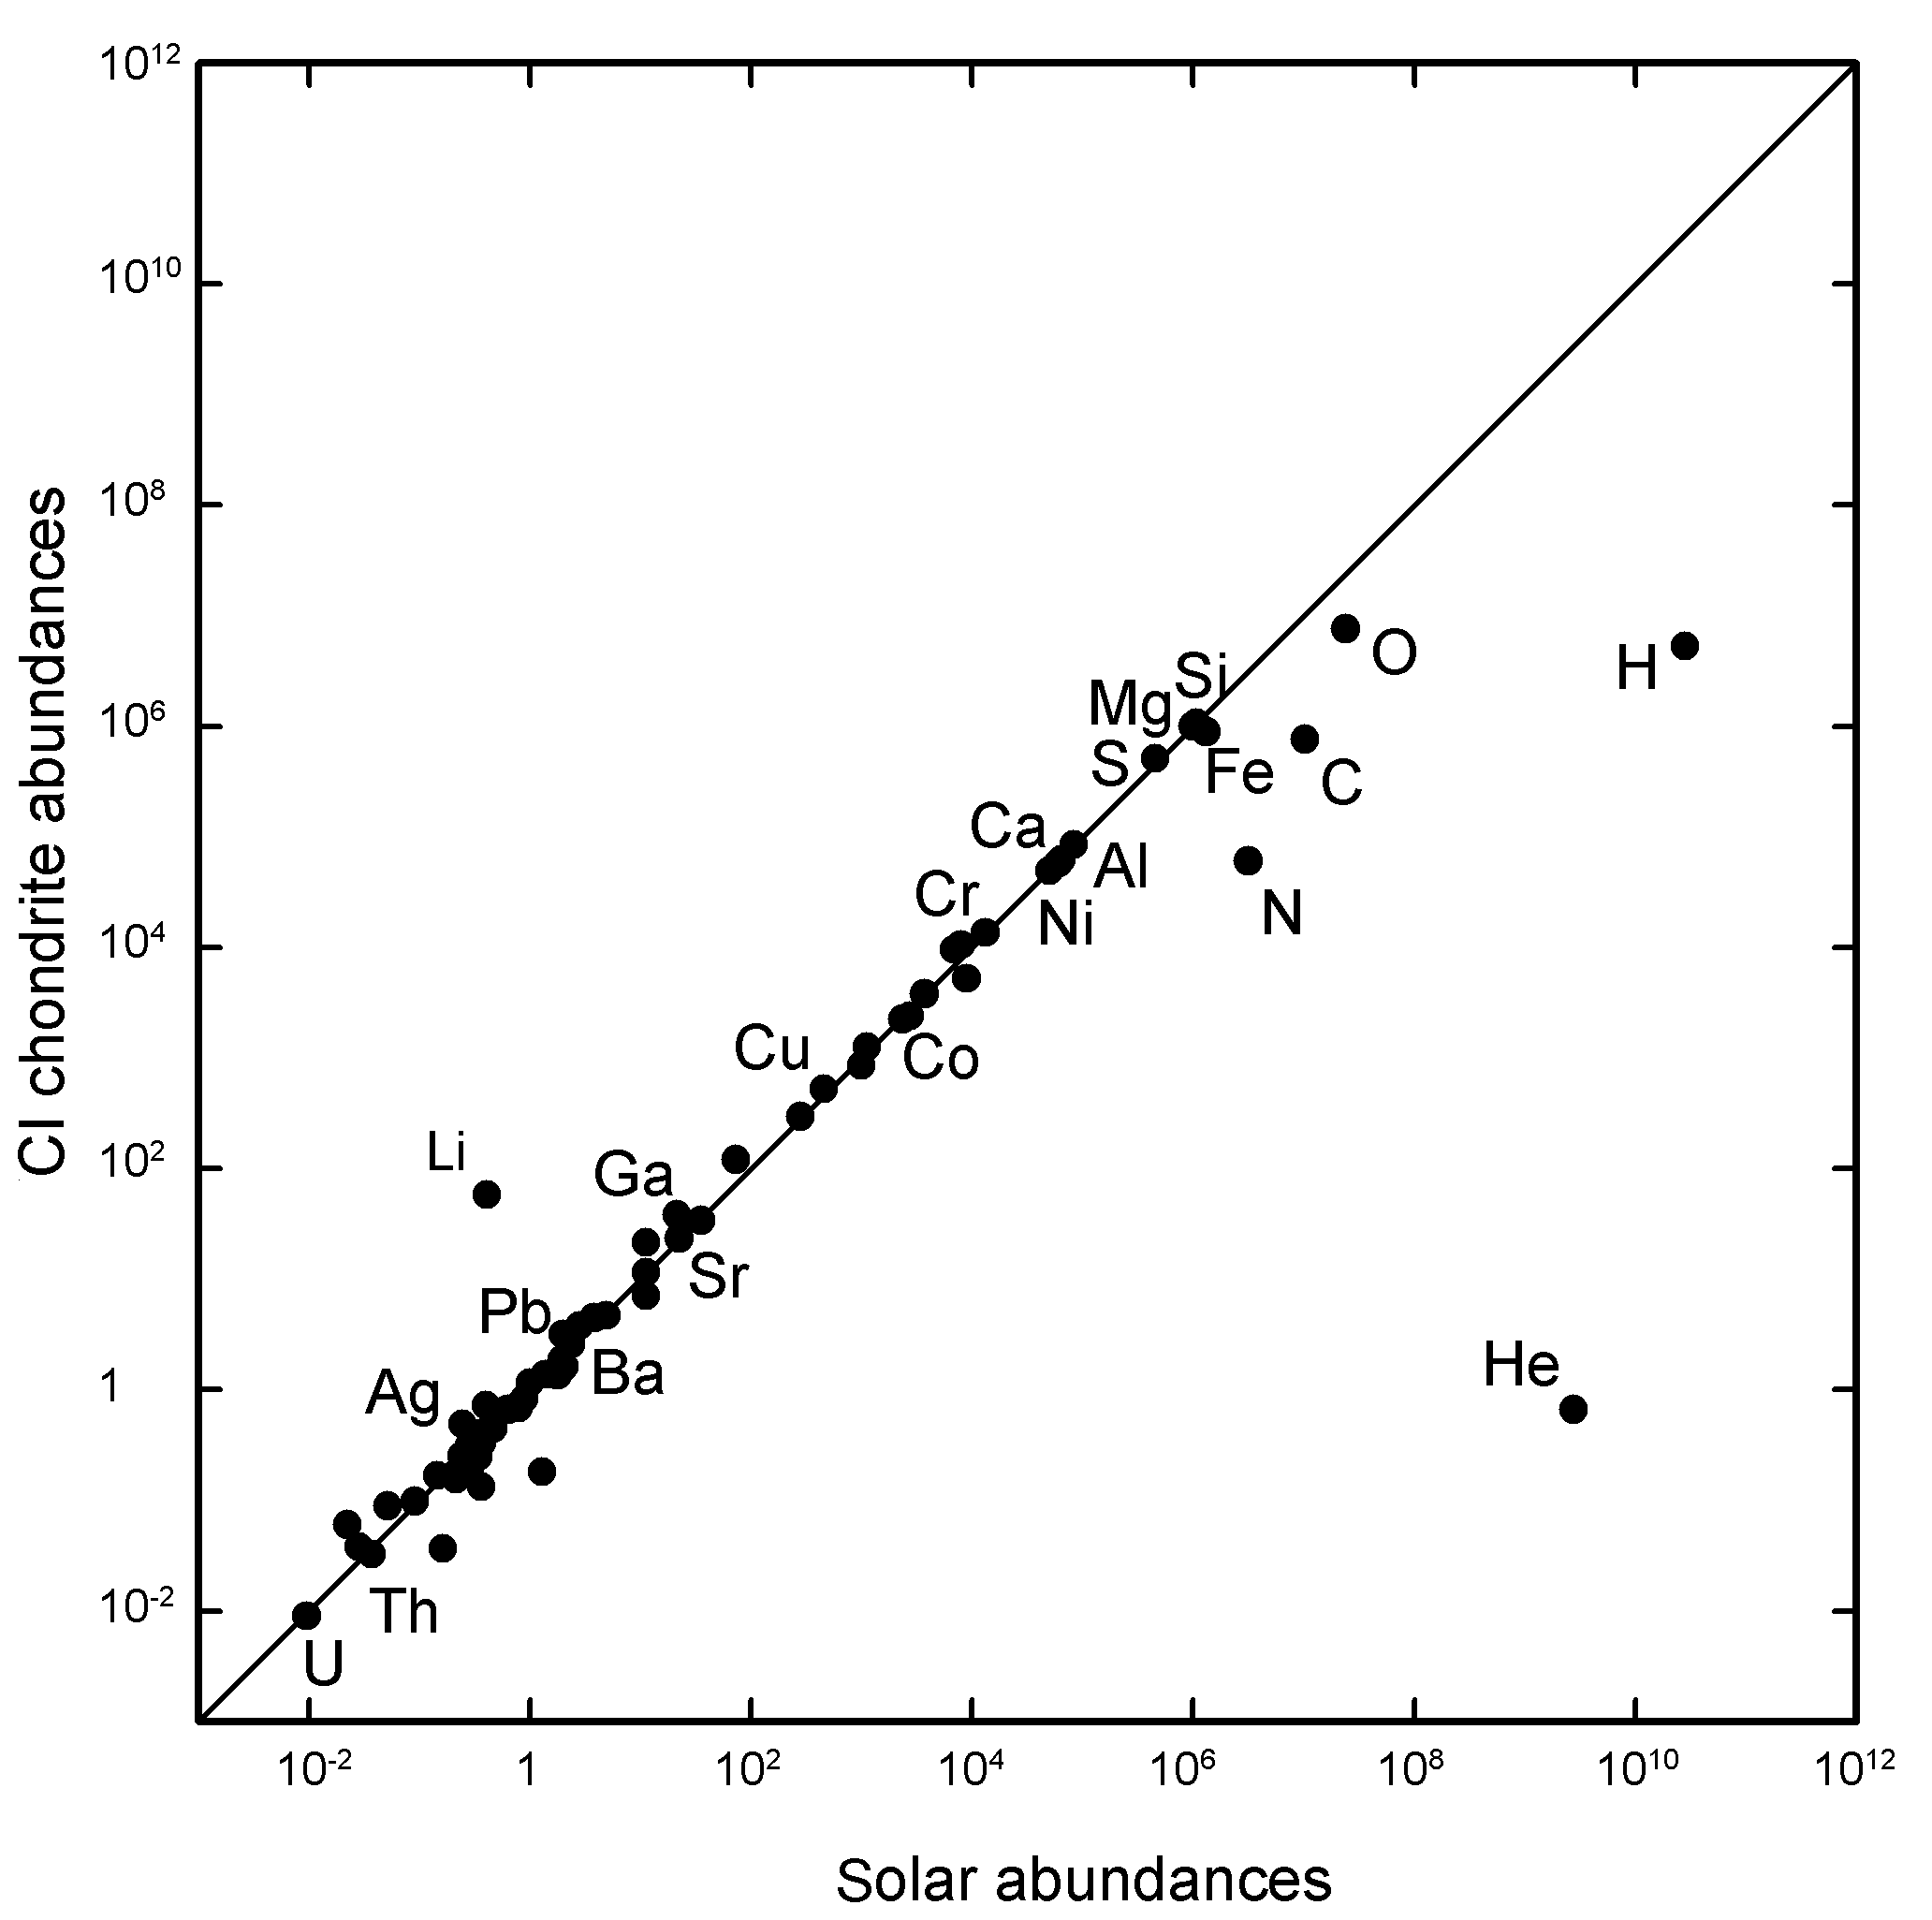 10¹²
10¹⁰
10⁸
10⁶
10⁴
10²
1
10⁻²
CI chondrite abundances
O
H
Si
Mg
S
Fe
C
Ca
Al
Cr
Ni
N
Cu
Co
Li
Ga
Sr
Pb
Ba
Ag
He
Th
U
10⁻² 1 10² 10⁴ 10⁶ 10⁸ 10¹⁰ 10¹²
Solar abundances